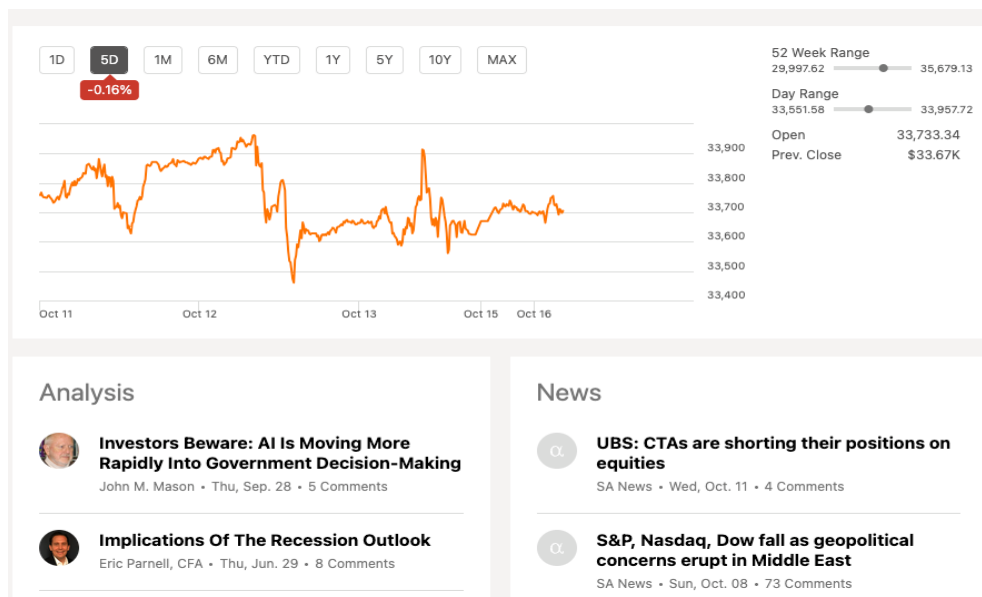 1D 5D 1M 6M YTD 1Y 5Y 10Y MAX
-0.16%
52 Week Range
29,997.62 35,679.13
Day Range
33,551.58 33,957.72
Open 33,733.34
Prev. Close $33.67K
33,900
33,800
33,700
33,600
33,500
33,400
Oct 11 Oct 12 Oct 13 Oct 15 Oct 16
Analysis
Investors Beware: AI Is Moving More
Rapidly Into Government Decision-Making
John M. Mason • Thu, Sep. 28 • 5 Comments
Implications Of The Recession Outlook
Eric Parnell, CFA • Thu, Jun. 29 • 8 Comments
News
α
UBS: CTAs are shorting their positions on
equities
SA News • Wed, Oct. 11 • 4 Comments
α
S&P, Nasdaq, Dow fall as geopolitical
concerns erupt in Middle East
SA News • Sun, Oct. 08 • 73 Comments